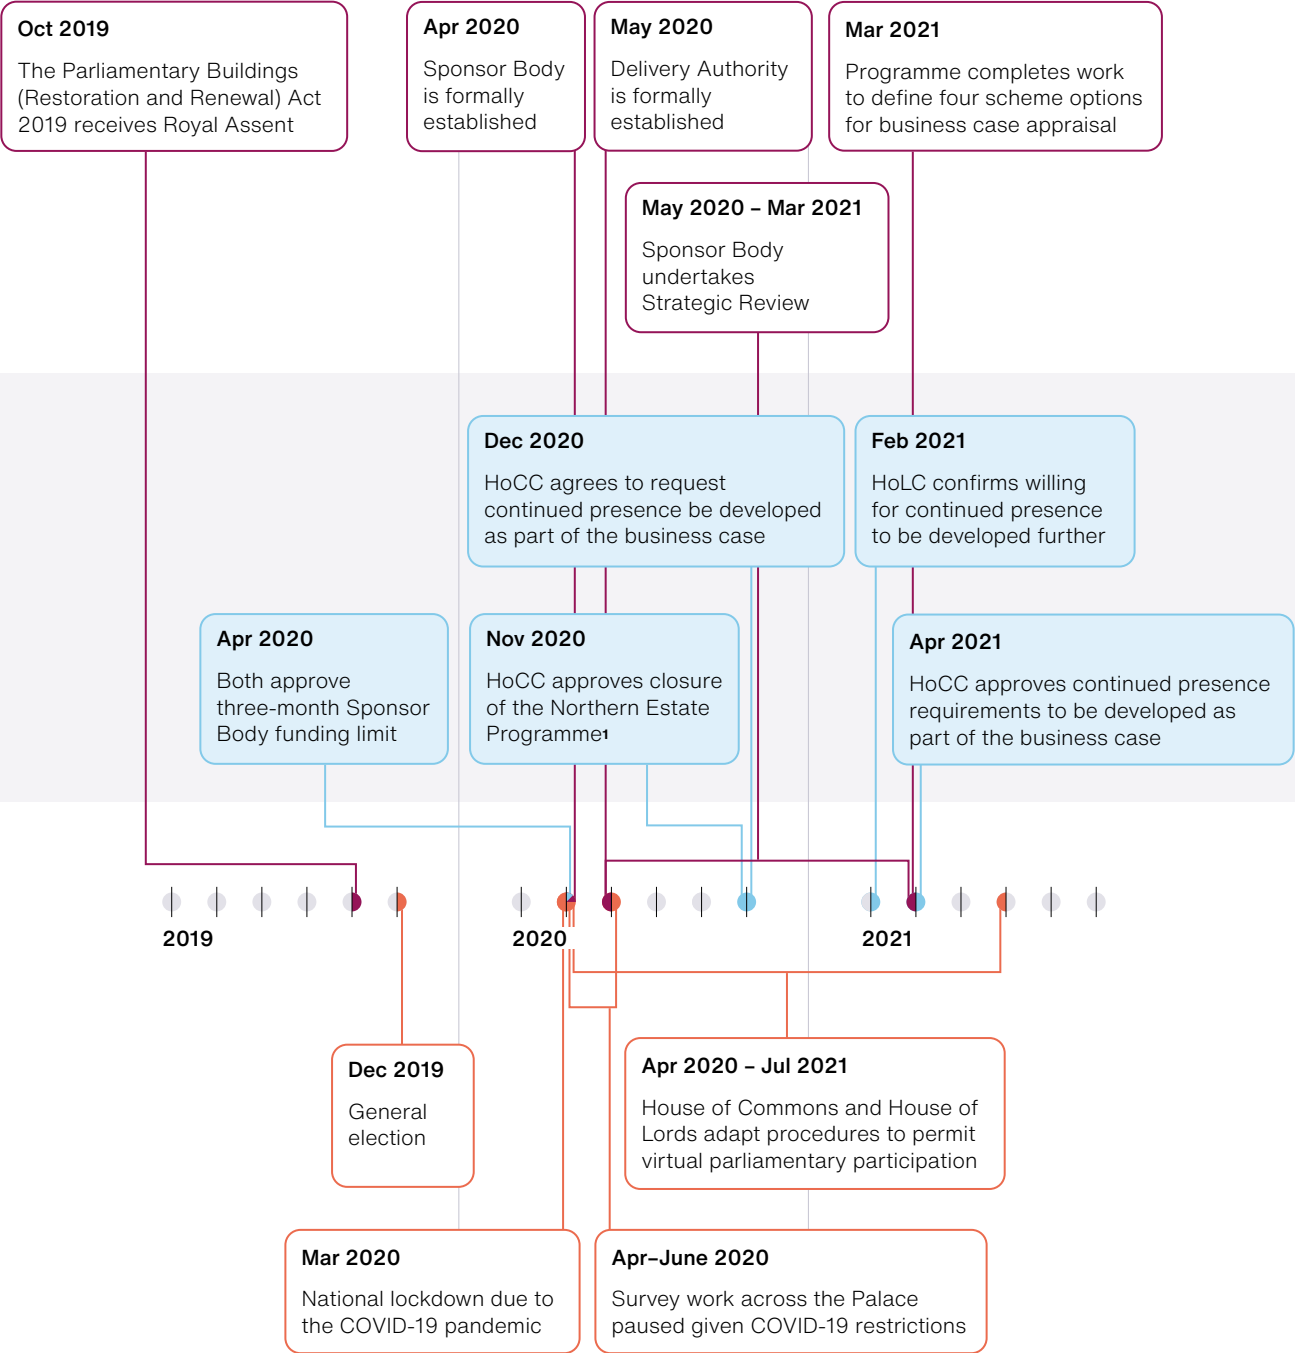 Oct 2019
The Parliamentary Buildings
(Restoration and Renewal) Act
2019 receives Royal Assent
Apr 2020
Sponsor Body
is formally
established
May 2020
Delivery Authority
is formally
established
Mar 2021
Programme completes work
to define four scheme options
for business case appraisal
May 2020 – Mar 2021
Sponsor Body
undertakes
Strategic Review
Dec 2020
HoCC agrees to request
continued presence be developed
as part of the business case
Feb 2021
HoLC confirms willing
for continued presence
to be developed further
Apr 2020
Both approve
three-month Sponsor
Body funding limit
Nov 2020
HoCC approves closure
of the Northern Estate
Programme¹
Apr 2021
HoCC approves continued presence
requirements to be developed as
part of the business case
2019
2020
2021
Dec 2019
General
election
Apr 2020 – Jul 2021
House of Commons and House of
Lords adapt procedures to permit
virtual parliamentary participation
Mar 2020
National lockdown due to
the COVID-19 pandemic
Apr–June 2020
Survey work across the Palace
paused given COVID-19 restrictions